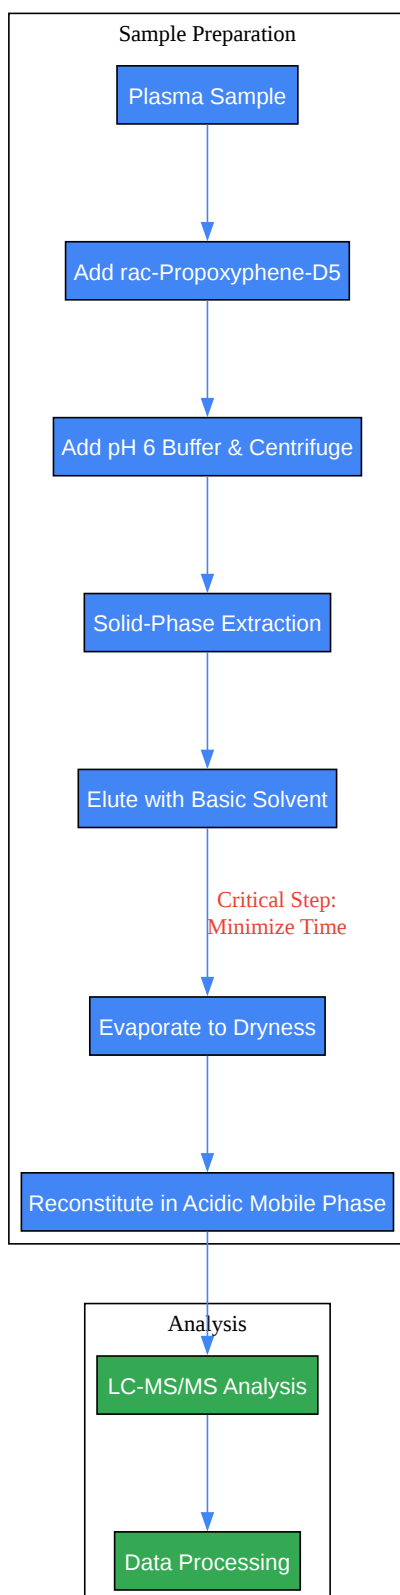 Sample Preparation
Plasma Sample
Add rac-Propoxyphene-D5
Add pH 6 Buffer & Centrifuge
Solid-Phase Extraction
Elute with Basic Solvent
Critical Step:
Minimize Time
Evaporate to Dryness
Reconstitute in Acidic Mobile Phase
Analysis
LC-MS/MS Analysis
Data Processing